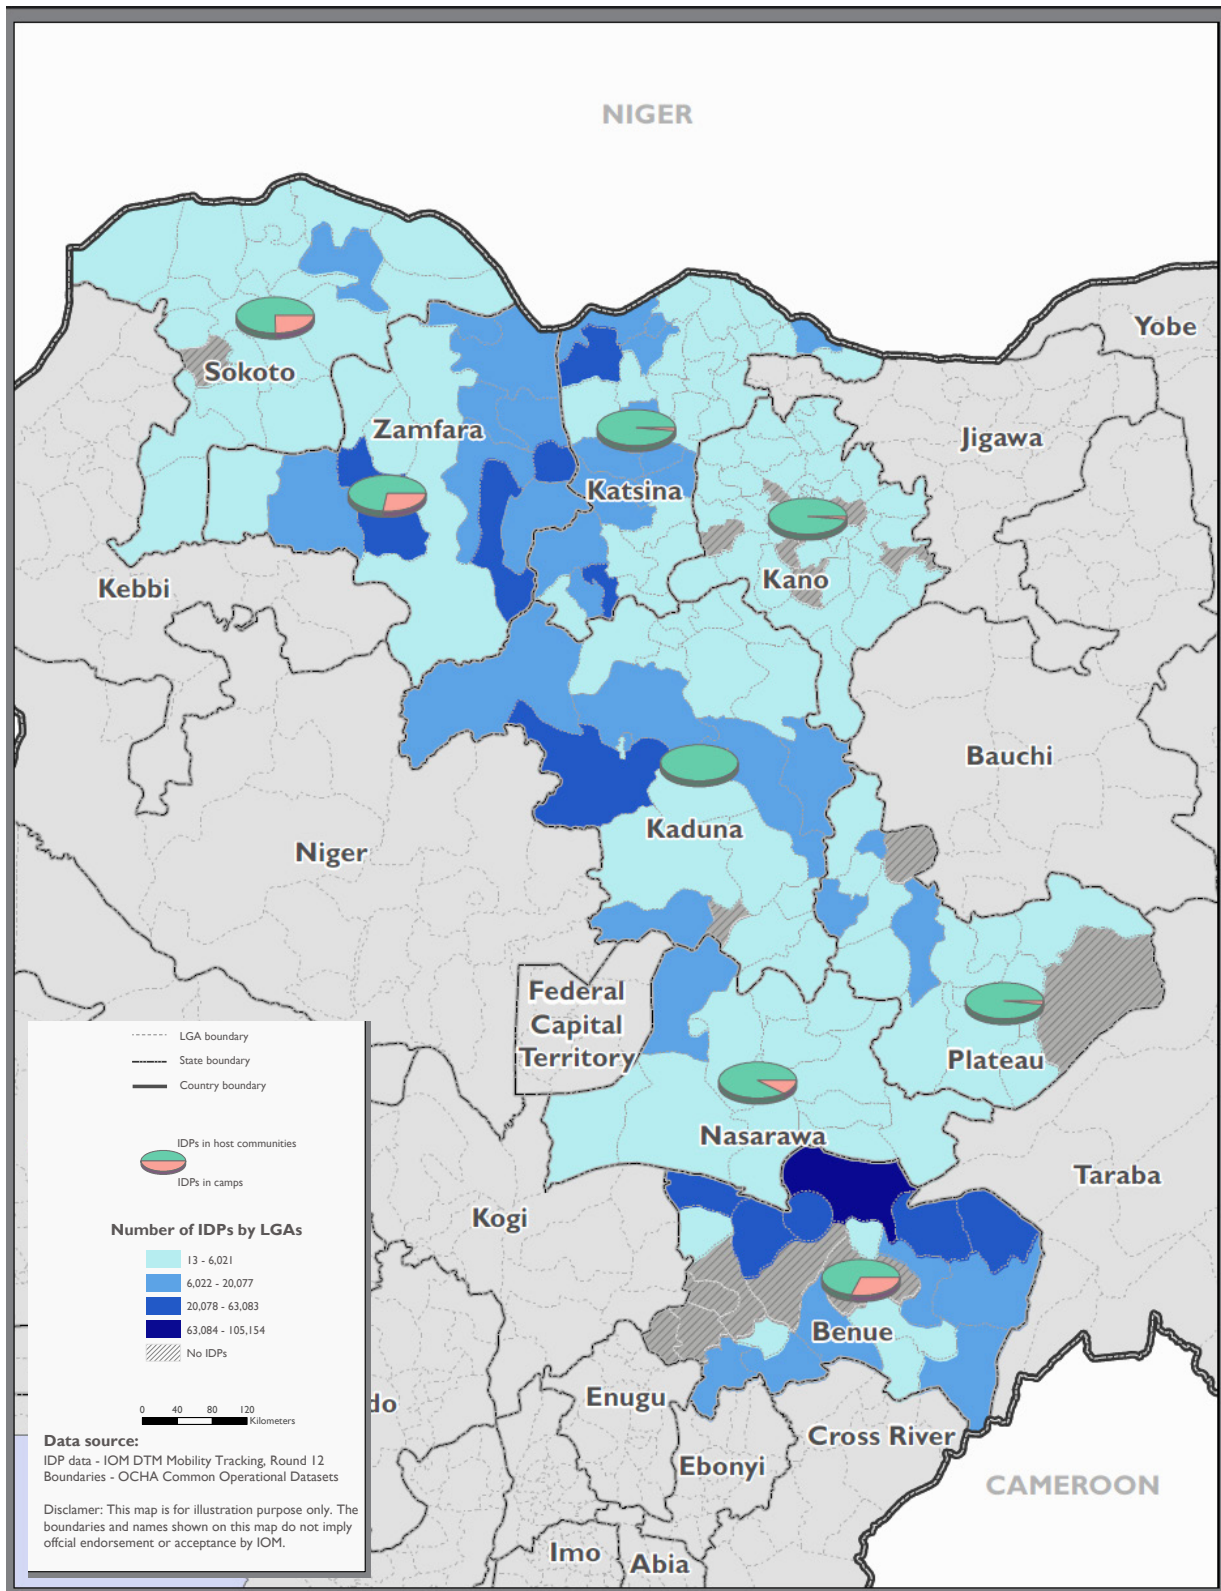 NIGER
Yobe
Sokoto
Zamfara
Jigawa
Katsina
Kano
Kebbi
Bauchi
Kaduna
Niger
Federal
Capital
Territory
Plateau
Nasarawa
Taraba
Kogi
Benue
Enugu
do
Cross River
Ebonyi
CAMEROON
Imo
Abia
LGA boundary
State boundary
Country boundary
IDPs in host communities
IDPs in camps
Number of IDPs by LGAs
13 - 6,021
6,022 - 20,077
20,078 - 63,083
63,084 - 105,154
No IDPs
0 40 80 120
Kilometers
Data source:
IDP data - IOM DTM Mobility Tracking, Round 12
Boundaries - OCHA Common Operational Datasets
Disclamer: This map is for illustration purpose only. The
boundaries and names shown on this map do not imply
offcial endorsement or acceptance by IOM.